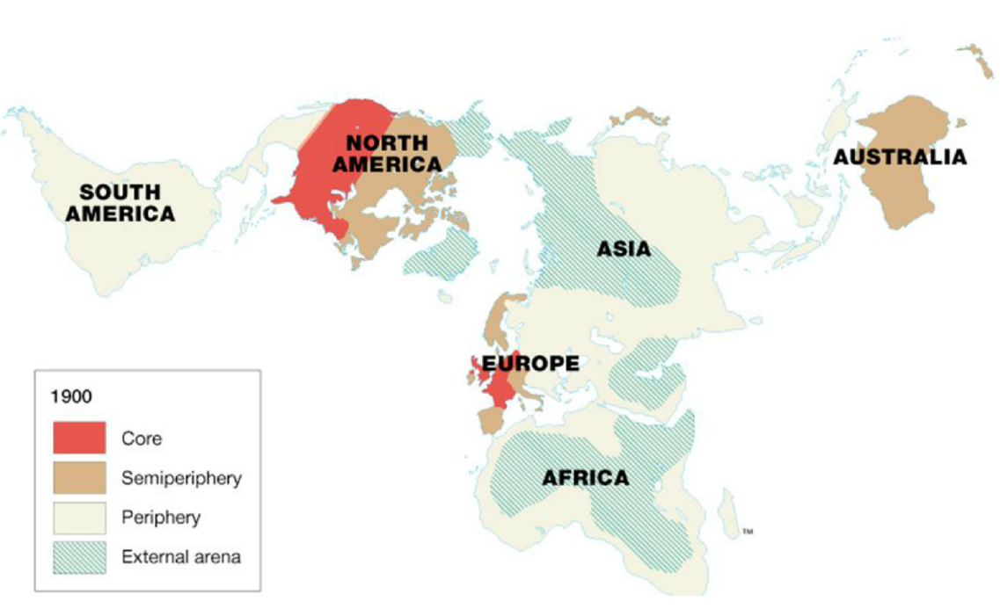 NORTH
AMERICA
SOUTH
AMERICA
AUSTRALIA
ASIA
EUROPE
AFRICA
TM
1900
Core
Semiperiphery
Periphery
External arena